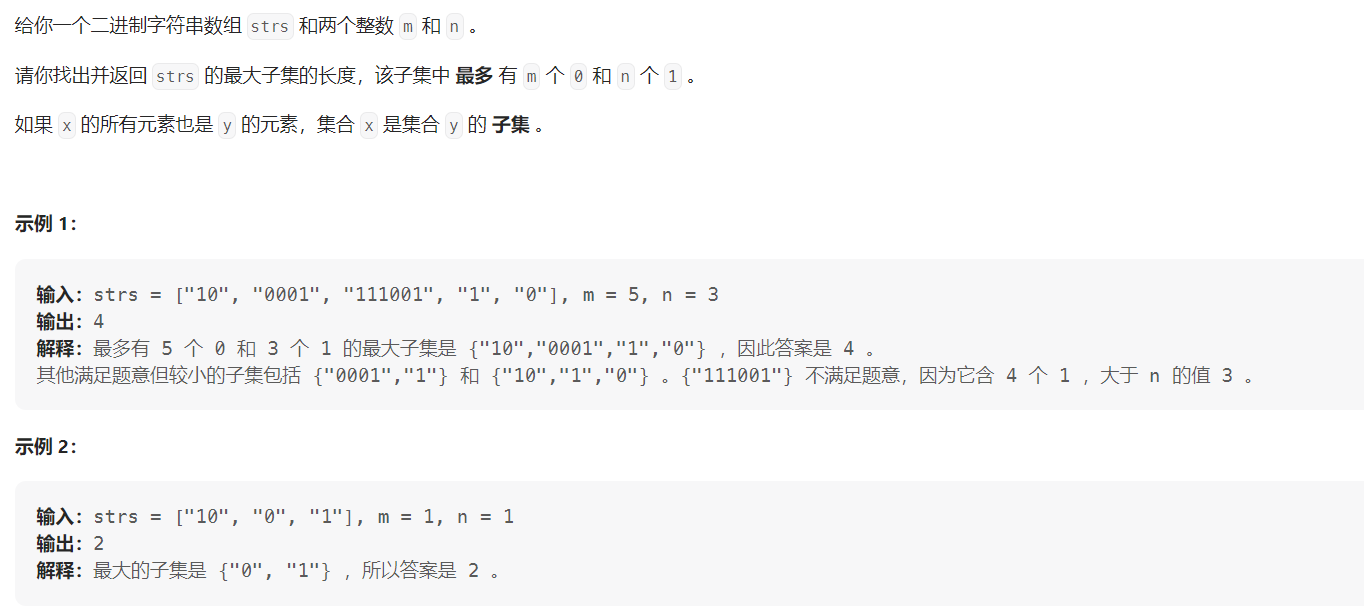 给你一个二进制字符串数组 strs 和两个整数 m 和 n 。
请你找出并返回 strs 的最大子集的长度，该子集中 最多 有 m 个 0 和 n 个 1 。
如果 x 的所有元素也是 y 的元素，集合 x 是集合 y 的 子集 。
示例 1：
输入：strs = ["10", "0001", "111001", "1", "0"], m = 5, n = 3
输出：4
解释：最多有 5 个 0 和 3 个 1 的最大子集是 {"10","0001","1","0"} ，因此答案是 4 。
其他满足题意但较小的子集包括 {"0001","1"} 和 {"10","1","0"} 。{"111001"} 不满足题意，因为它含 4 个 1 ，大于 n 的值 3 。
示例 2：
输入：strs = ["10", "0", "1"], m = 1, n = 1
输出：2
解释：最大的子集是 {"0", "1"} ，所以答案是 2 。